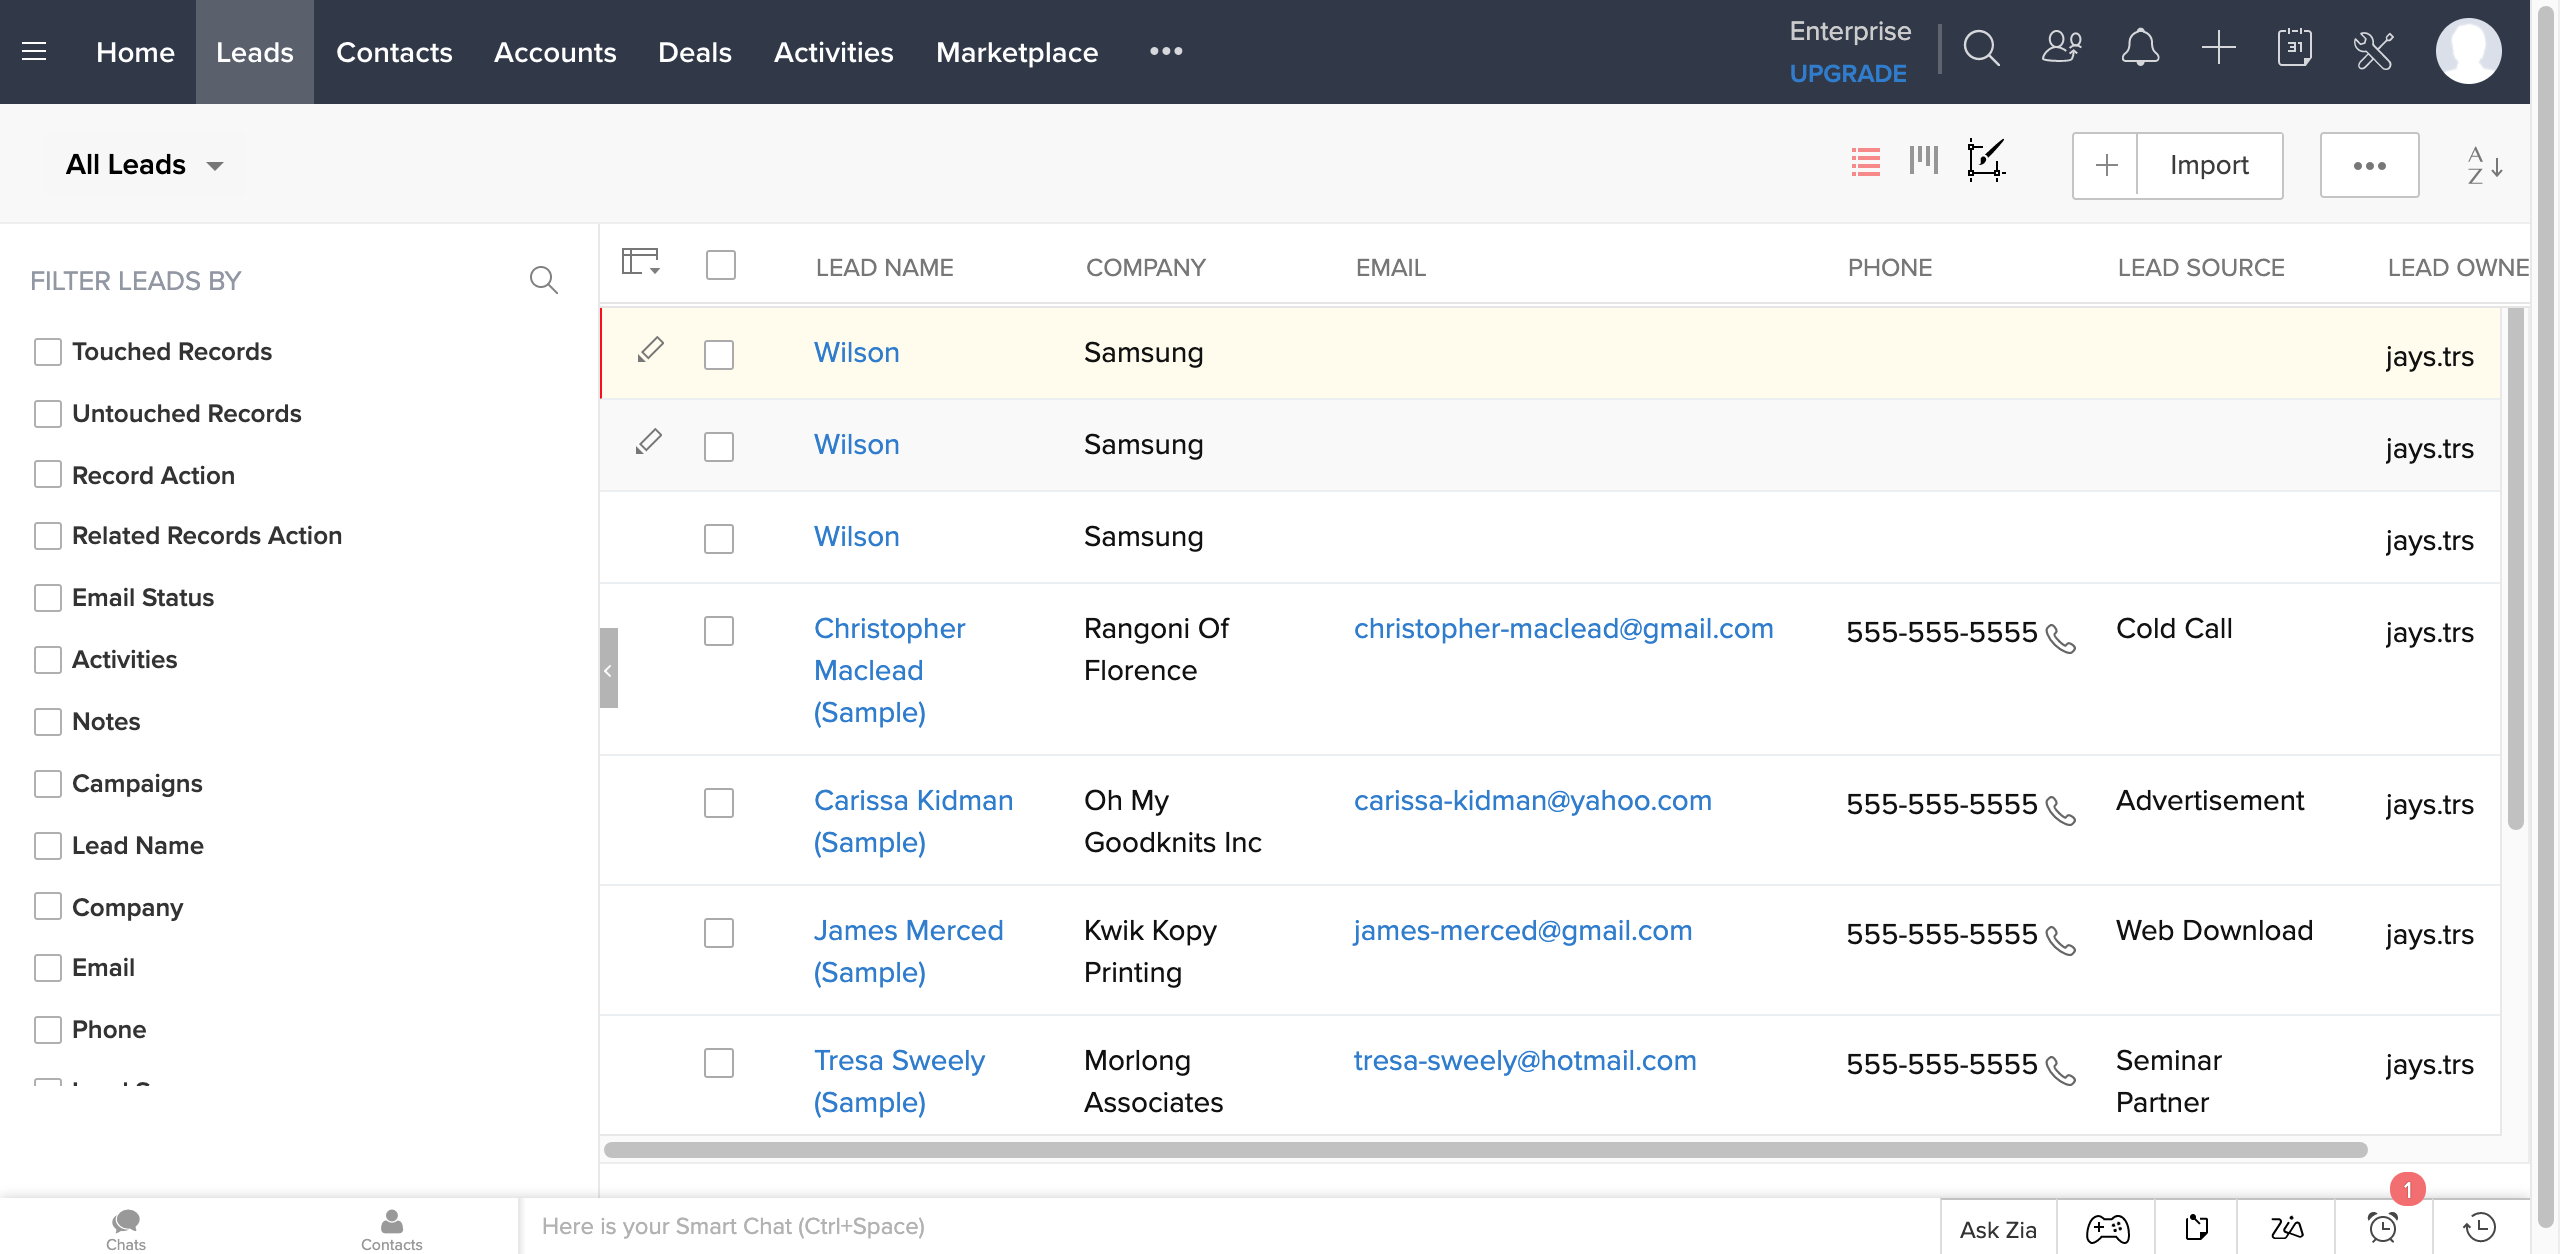 Home Leads Contacts Accounts Deals Activities Marketplace •••
Enterprise
UPGRADE
31
All Leads
Import
A
Z
FILTER LEADS BY
Touched Records
Untouched Records
Record Action
Related Records Action
Email Status
Activities
Notes
Campaigns
Lead Name
Company
Email
Phone
LEAD NAME COMPANY EMAIL PHONE LEAD SOURCE LEAD OWNE
Wilson Samsung jays.trs
Wilson Samsung jays.trs
Wilson Samsung jays.trs
Christopher Rangoni Of christopher-maclead@gmail.com 555-555-5555 Cold Call jays.trs
Maclead Florence
(Sample)
Carissa Kidman Oh My carissa-kidman@yahoo.com 555-555-5555 Advertisement jays.trs
(Sample) Goodknits Inc
James Merced Kwik Kopy james-merced@gmail.com 555-555-5555 Web Download jays.trs
(Sample) Printing
Tresa Sweely Morlong tresa-sweely@hotmail.com 555-555-5555 Seminar jays.trs
(Sample) Associates Partner
Chats
Contacts
Here is your Smart Chat (Ctrl+Space)
Ask Zia
1